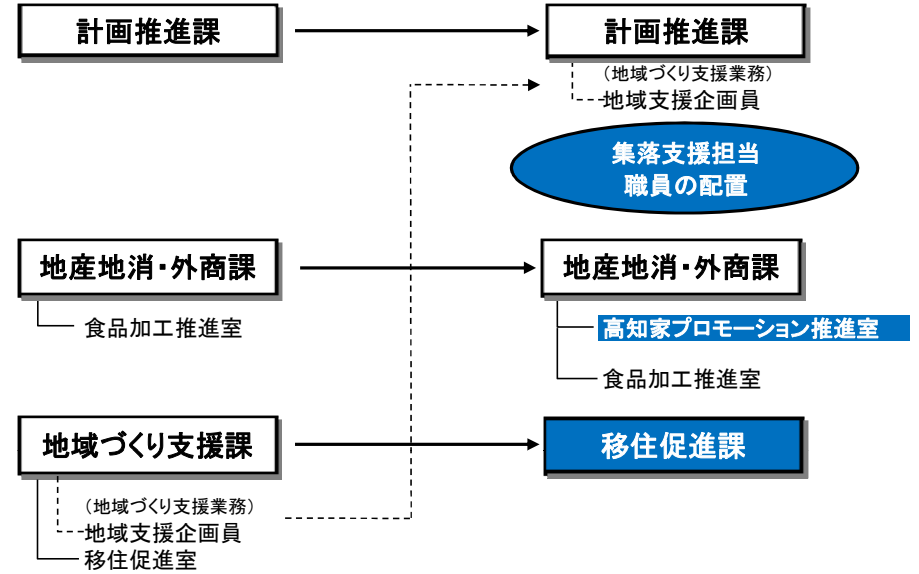 計画推進課
計画推進課
（地域づくり支援業務）
地域支援企画員
集落支援担当
職員の配置
地産地消・外商課
地産地消・外商課
食品加工推進室
高知家プロモーション推進室
食品加工推進室
地域づくり支援課
移住促進課
（地域づくり支援業務）
地域支援企画員
移住促進室